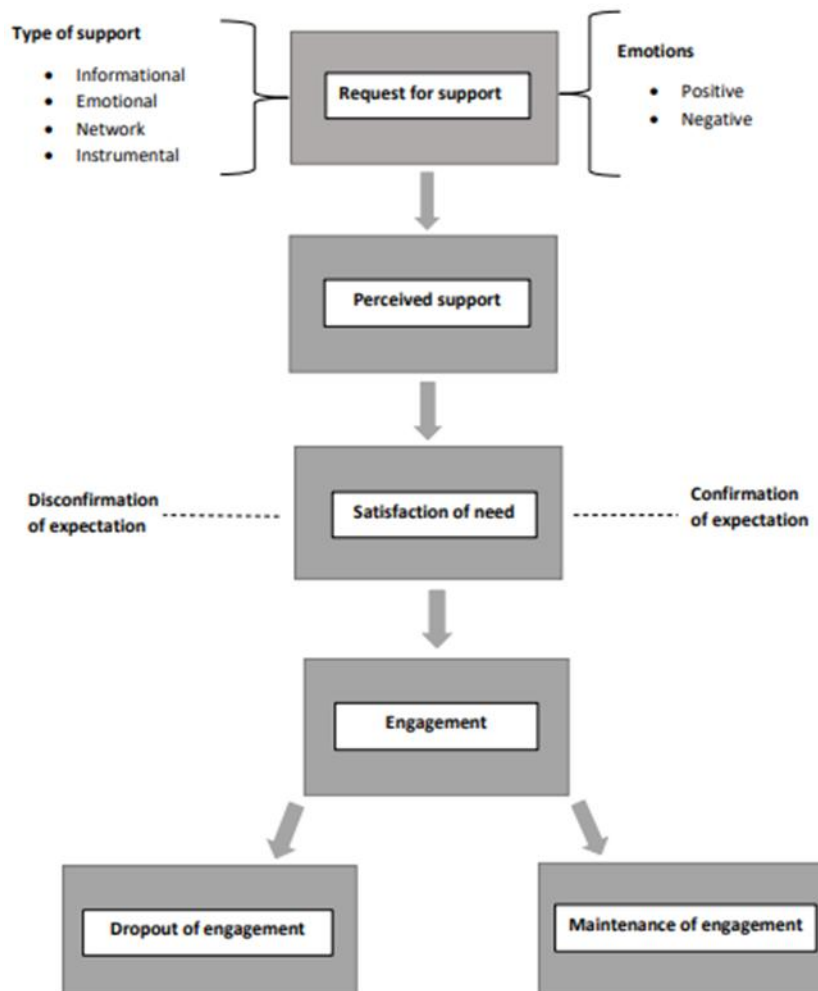 Type of support
• Informational
• Emotional
• Network
• Instrumental
Request for support
Emotions
• Positive
• Negative
Perceived support
Disconfirmation
of expectation
Satisfaction of need
Confirmation
of expectation
Engagement
Dropout of engagement
Maintenance of engagement